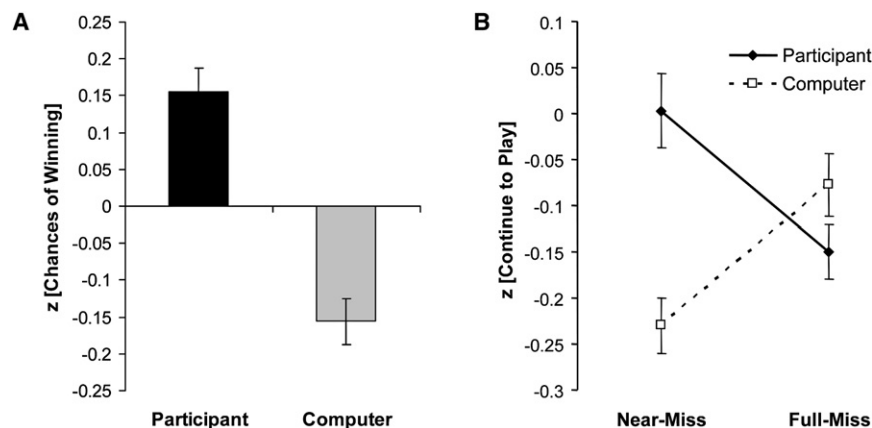 A
z [Chances of Winning]
0.25
0.2
0.15
0.1
0.05
0
-0.05
-0.1
-0.15
-0.2
-0.25
Participant
Computer
B
z [Continue to Play]
0.1
0.05
0
-0.05
-0.1
-0.15
-0.2
-0.25
-0.3
Participant
Computer
Near-Miss
Full-Miss